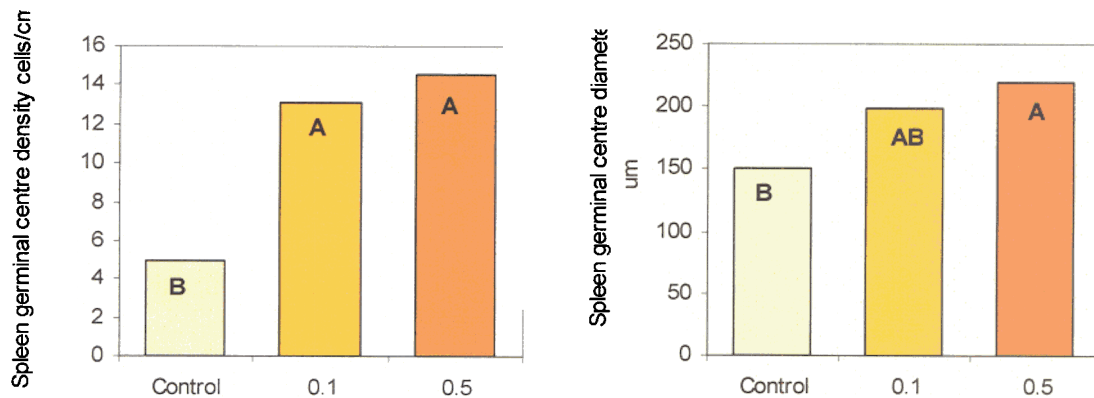 Spleen germinal centre density cells/cm
16
14
12
10
8
6
4
2
0
B
A
A
Control 0.1 0.5
Spleen germinal centre diamete
um
250
200
150
100
50
0
B
AB
A
Control 0.1 0.5